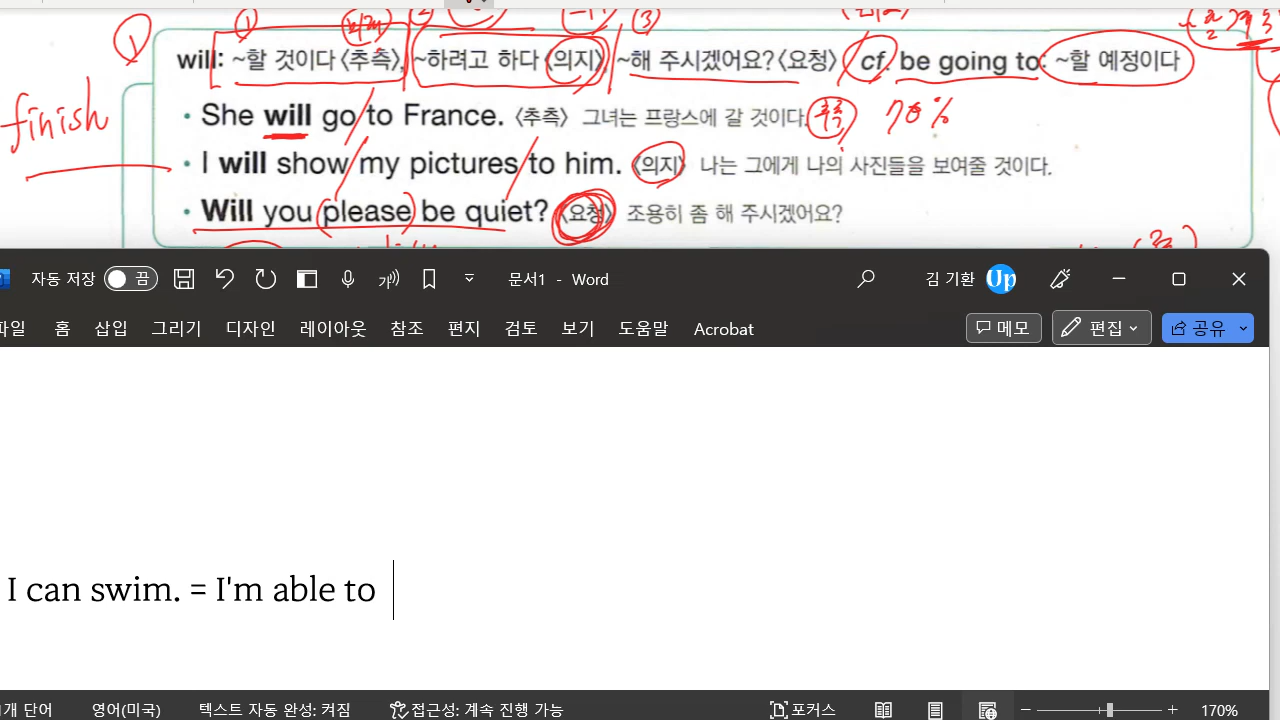 will: ~할 것이다 〈추측〉, ~하려고 하다 〈의지〉, ~해 주시겠어요? 〈요청〉 cf. be going to: ~할 예정이다
finish
• She will go to France. 〈추측〉 그녀는 프랑스에 갈 것이다.
• I will show my pictures to him. 〈의지〉 나는 그에게 나의 사진들을 보여줄 것이다.
• Will you please be quiet? 〈요청〉 조용히 좀 해 주시겠어요?
자동 저장 끔 가 문서1 - Word 김 기환 Up
파일 홈 삽입 그리기 디자인 레이아웃 참조 편지 검토 보기 도움말 Acrobat 메모 편집 공유
I can swim. = I'm able to
개 단어 영어(미국) 텍스트 자동 완성: 켜짐 접근성: 계속 진행 가능 포커스 170%